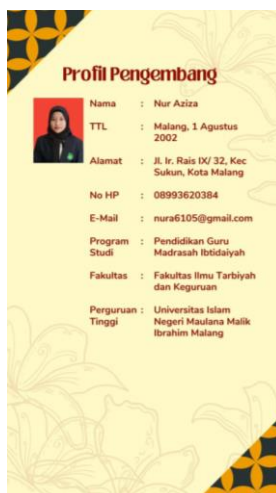 Profil Pengembang
Nama : Nur Aziza
TTL : Malang, 1 Agustus
2002
Alamat : Jl. Ir. Rais IX/ 32, Kec
Sukun, Kota Malang
No HP : 08993620384
E-Mail : nura6105@gmail.com
Program : Pendidikan Guru
Studi Madrasah Ibtidaiyah
Fakultas : Fakultas Ilmu Tarbiyah
dan Keguruan
Perguruan : Universitas Islam
Tinggi Negeri Maulana Malik
Ibrahim Malang